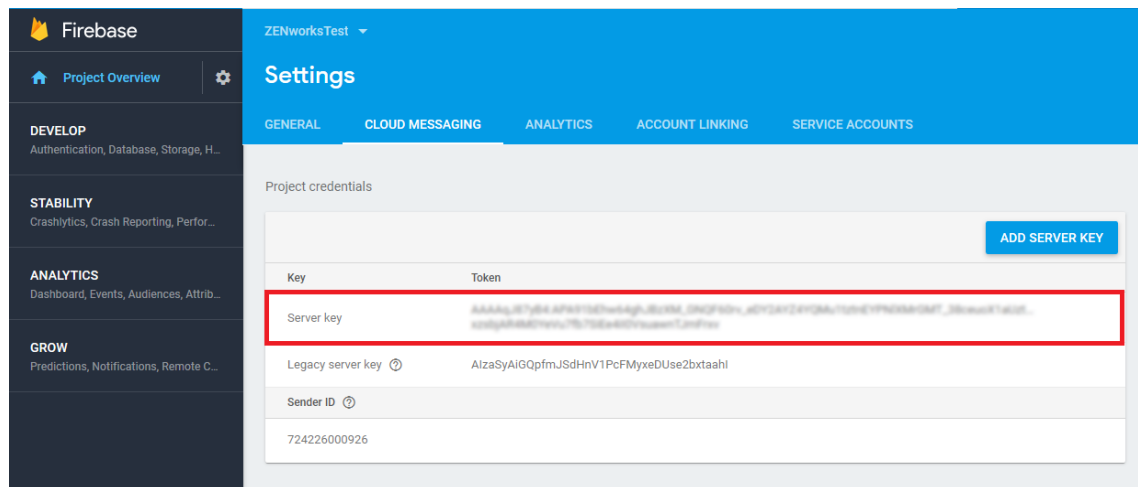 Firebase
ZENworksTest
Project Overview
Settings
GENERAL CLOUD MESSAGING ANALYTICS ACCOUNT LINKING SERVICE ACCOUNTS
DEVELOP
Authentication, Database, Storage, H...
STABILITY
Crashlytics, Crash Reporting, Perfor...
ANALYTICS
Dashboard, Events, Audiences, Attrib...
GROW
Predictions, Notifications, Remote C...
Project credentials
ADD SERVER KEY
Key Token
Server key
Legacy server key AIzaSyAiGQpfmJSdHnV1PcFMyxeDUse2bxtaahI
Sender ID
724226000926